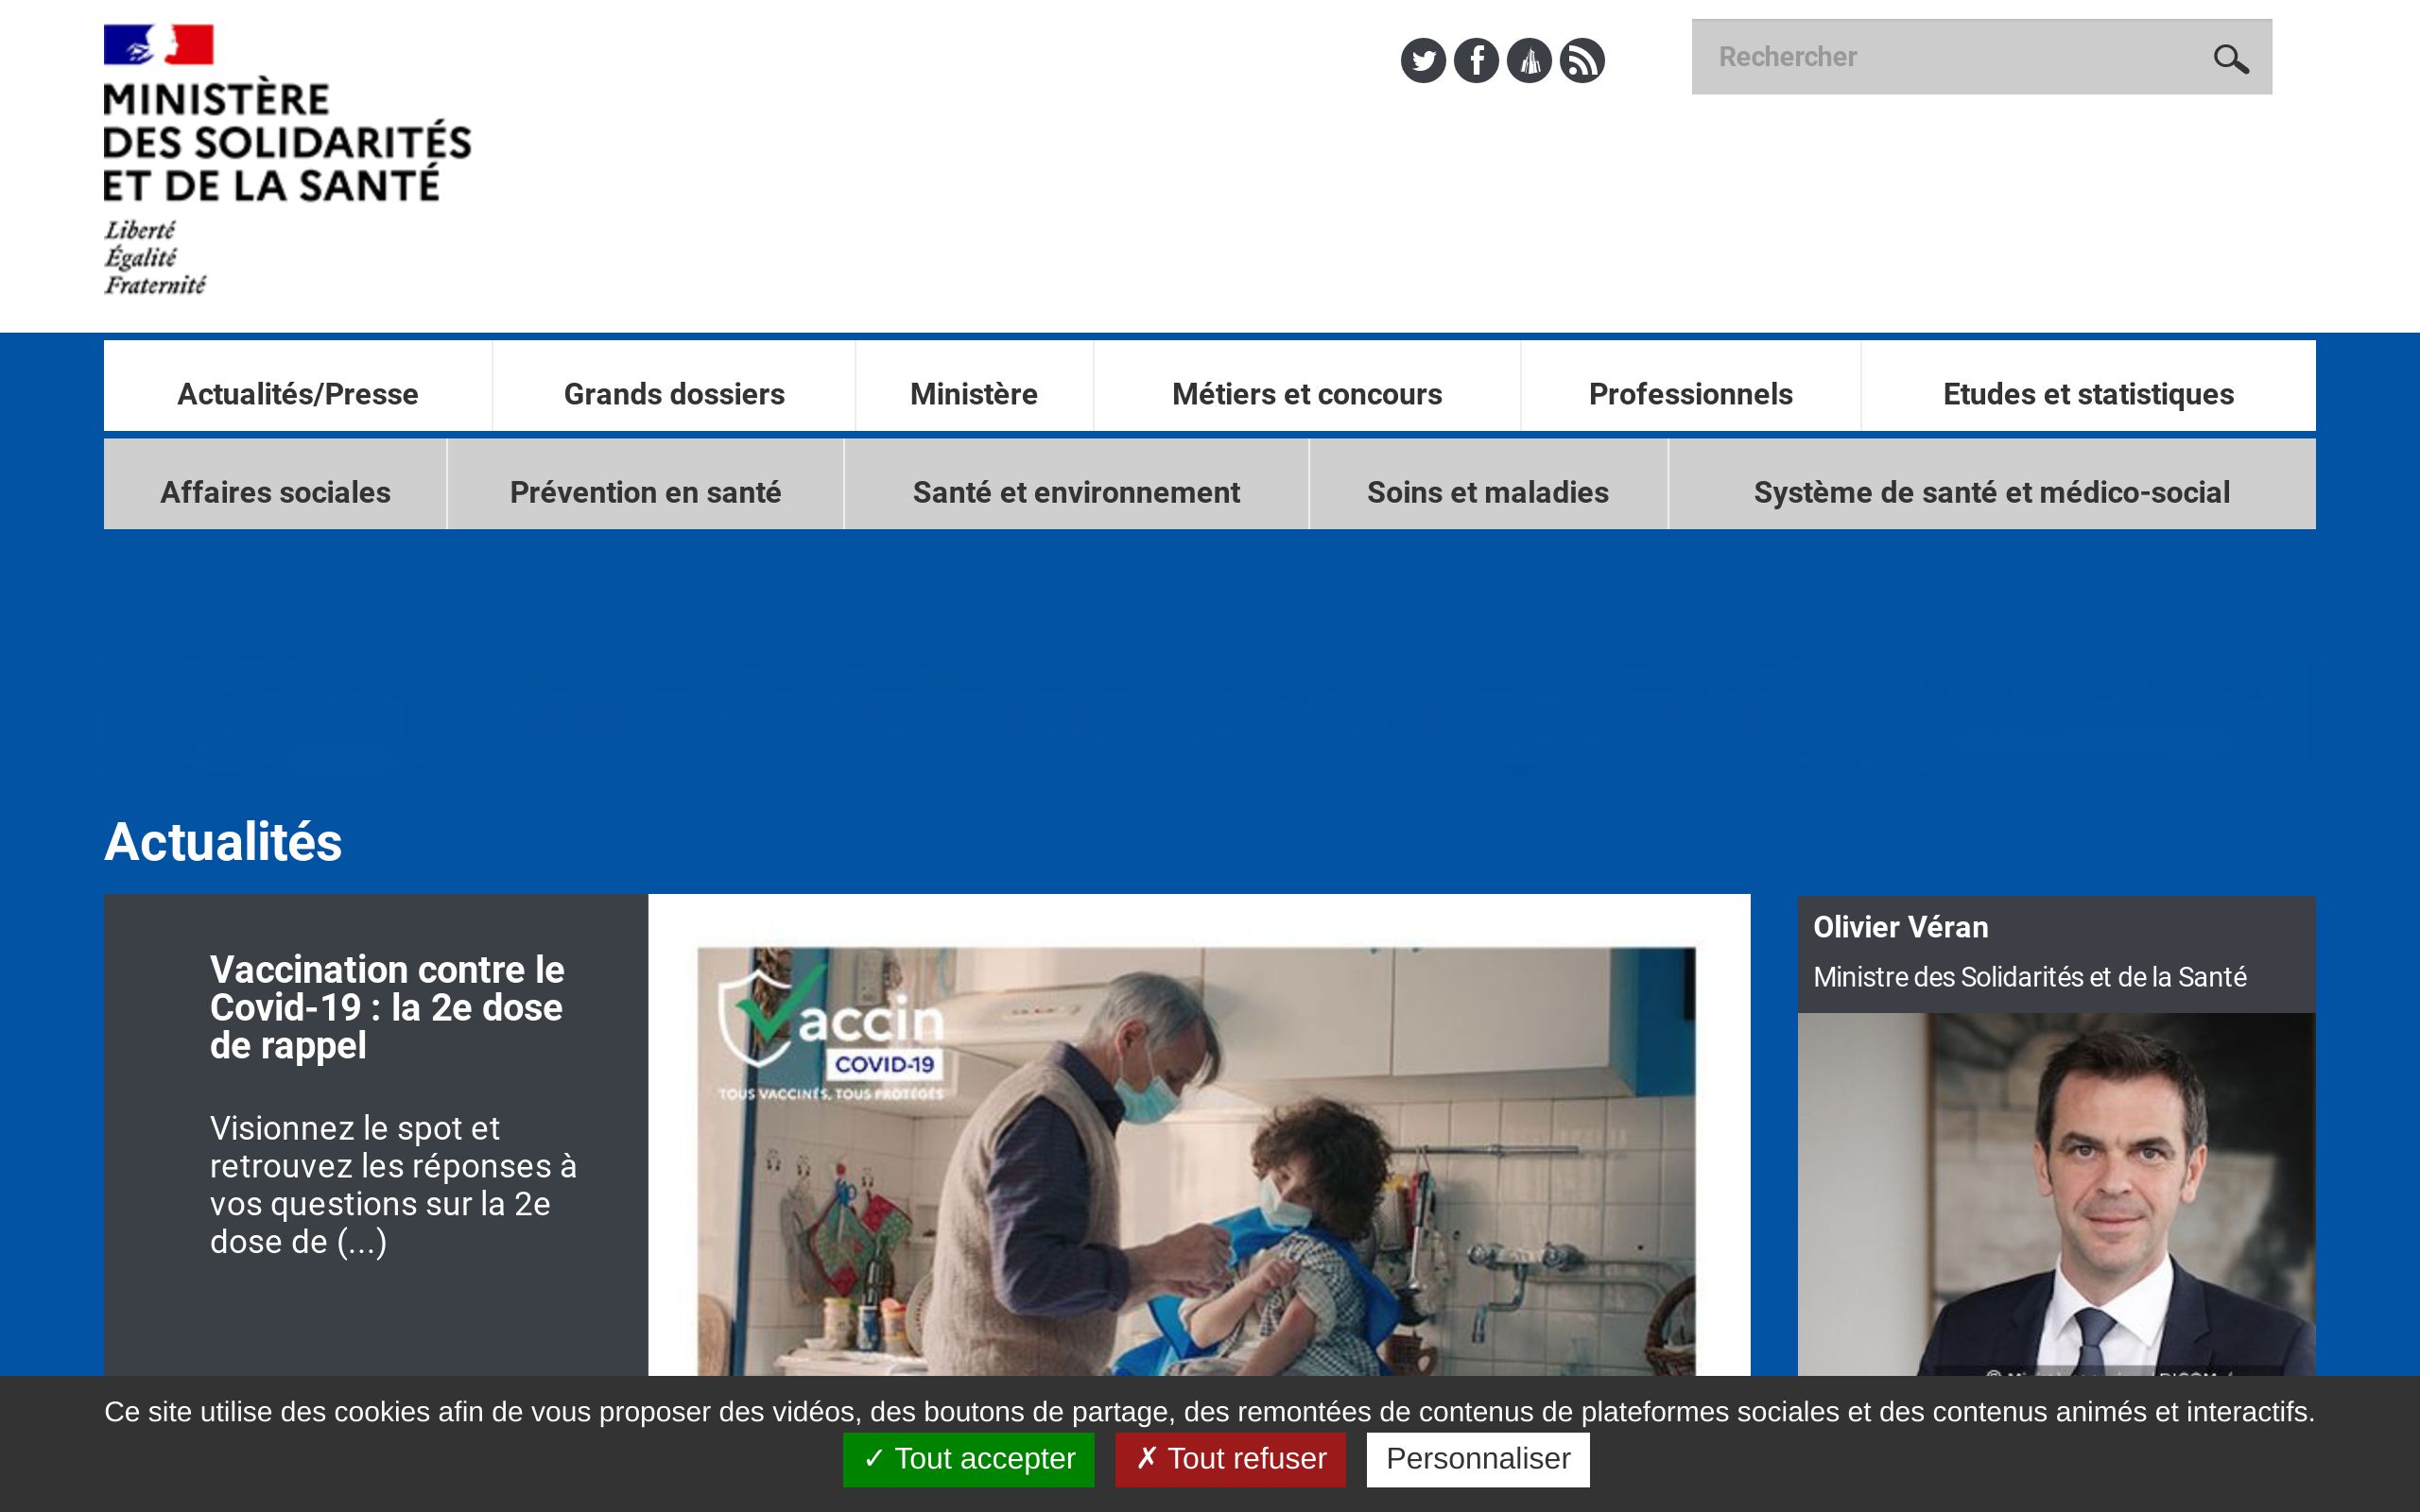 MINISTÈRE
DES SOLIDARITÉS
ET DE LA SANTÉ
Liberté
Égalité
Fraternité
Rechercher
Actualités/Presse
Grands dossiers
Ministère
Métiers et concours
Professionnels
Etudes et statistiques
Affaires sociales
Prévention en santé
Santé et environnement
Soins et maladies
Système de santé et médico-social
Actualités
Vaccination contre le
Covid-19 : la 2e dose
de rappel
Visionnez le spot et
retrouvez les réponses à
vos questions sur la 2e
dose de (...)
Vaccin
COVID-19
TOUS VACCINÉS, TOUS PROTÉGÉS
Olivier Véran
Ministre des Solidarités et de la Santé
Ce site utilise des cookies afin de vous proposer des vidéos, des boutons de partage, des remontées de contenus de plateformes sociales et des contenus animés et interactifs.
✓ Tout accepter
✗ Tout refuser
Personnaliser